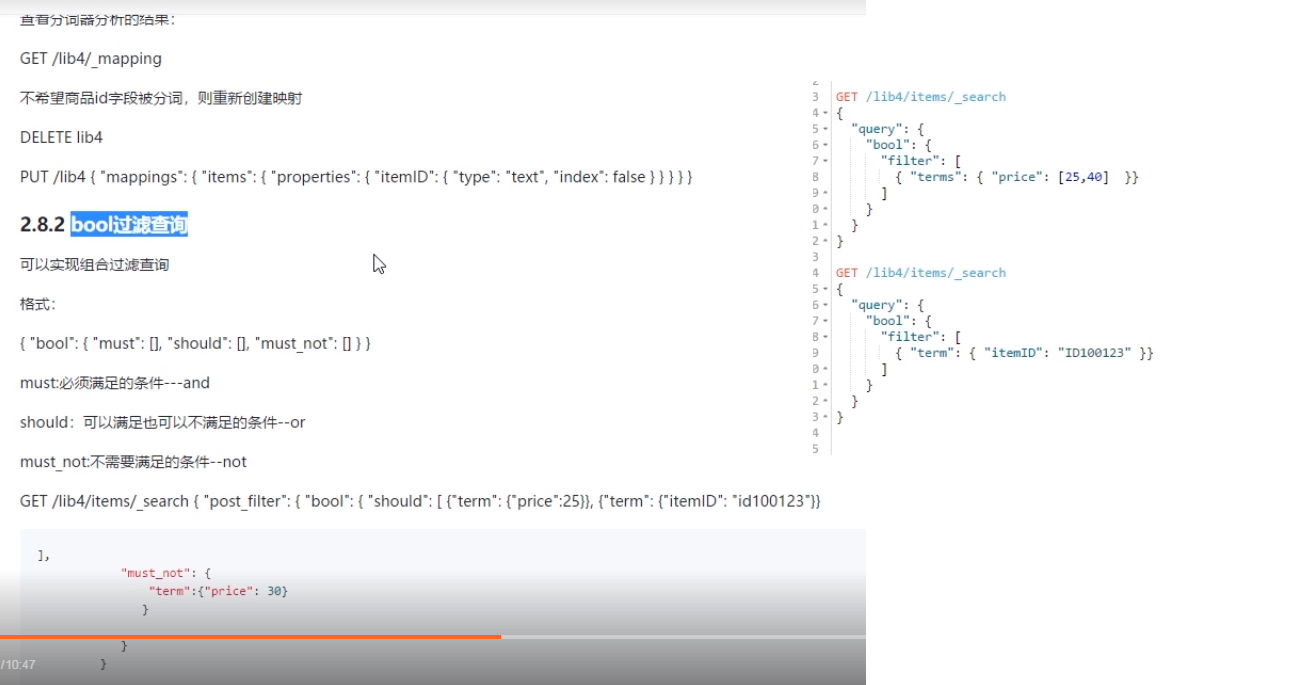 查看分词器分析的结果：
GET /lib4/_mapping
不希望商品id字段被分词，则重新创建映射
DELETE lib4
PUT /lib4 { "mappings": { "items": { "properties": { "itemID": { "type": "text", "index": false } } } } }
2.8.2 bool过滤查询
可以实现组合过滤查询
格式：
{ "bool": { "must": [], "should": [], "must_not": [] } }
must:必须满足的条件---and
should：可以满足也可以不满足的条件--or
must_not:不需要满足的条件--not
GET /lib4/items/_search { "post_filter": { "bool": { "should": [ {"term": {"price":25}}, {"term": {"itemID": "id100123"}}
],
"must_not": {
"term":{"price": 30}
}
}
}
/10:47
2
3 GET /lib4/items/_search
4 {
5 "query": {
6 "bool": {
7 "filter": [
8 { "terms": { "price": [25,40]  }}
9 ]
0 }
1 }
2 }
3
4 GET /lib4/items/_search
5 {
6 "query": {
7 "bool": {
8 "filter": [
9 { "term": { "itemID": "ID100123" }}
0 ]
1 }
2 }
3 }
4
5